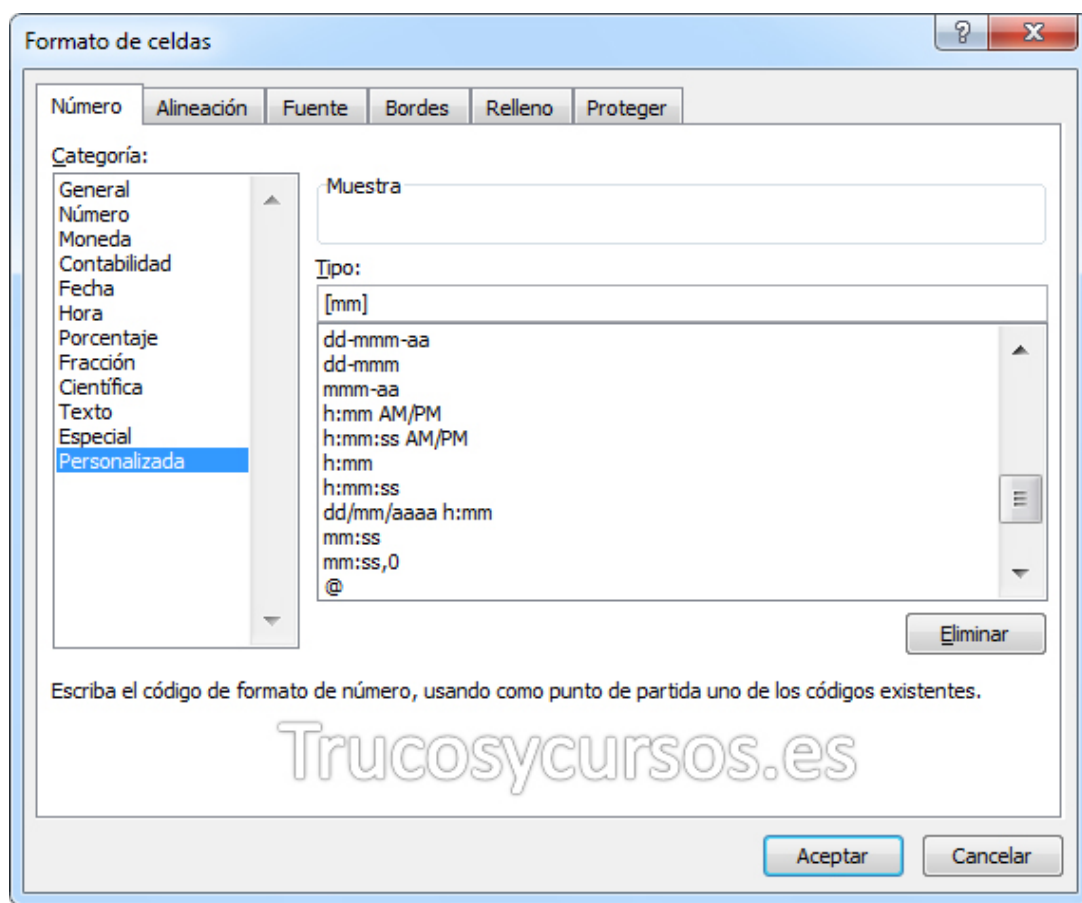 Formato de celdas
Número
Alineación
Fuente
Bordes
Relleno
Proteger
Categoría:
General
Número
Moneda
Contabilidad
Fecha
Hora
Porcentaje
Fracción
Científica
Texto
Especial
Personalizada
Muestra
Tipo:
[mm]
dd-mmm-aa
dd-mmm
mmm-aa
h:mm AM/PM
h:mm:ss AM/PM
h:mm
h:mm:ss
dd/mm/aaaa h:mm
mm:ss
mm:ss,0
@
Eliminar
Escriba el código de formato de número, usando como punto de partida uno de los códigos existentes.
Trucosycursos.es
Aceptar
Cancelar